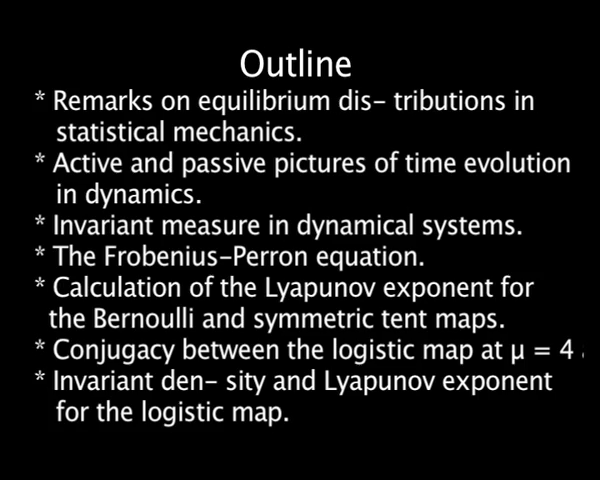 Outline
* Remarks on equilibrium dis- tributions in
statistical mechanics.
* Active and passive pictures of time evolution
in dynamics.
* Invariant measure in dynamical systems.
* The Frobenius-Perron equation.
* Calculation of the Lyapunov exponent for
the Bernoulli and symmetric tent maps.
* Conjugacy between the logistic map at μ = 4
* Invariant den- sity and Lyapunov exponent
for the logistic map.